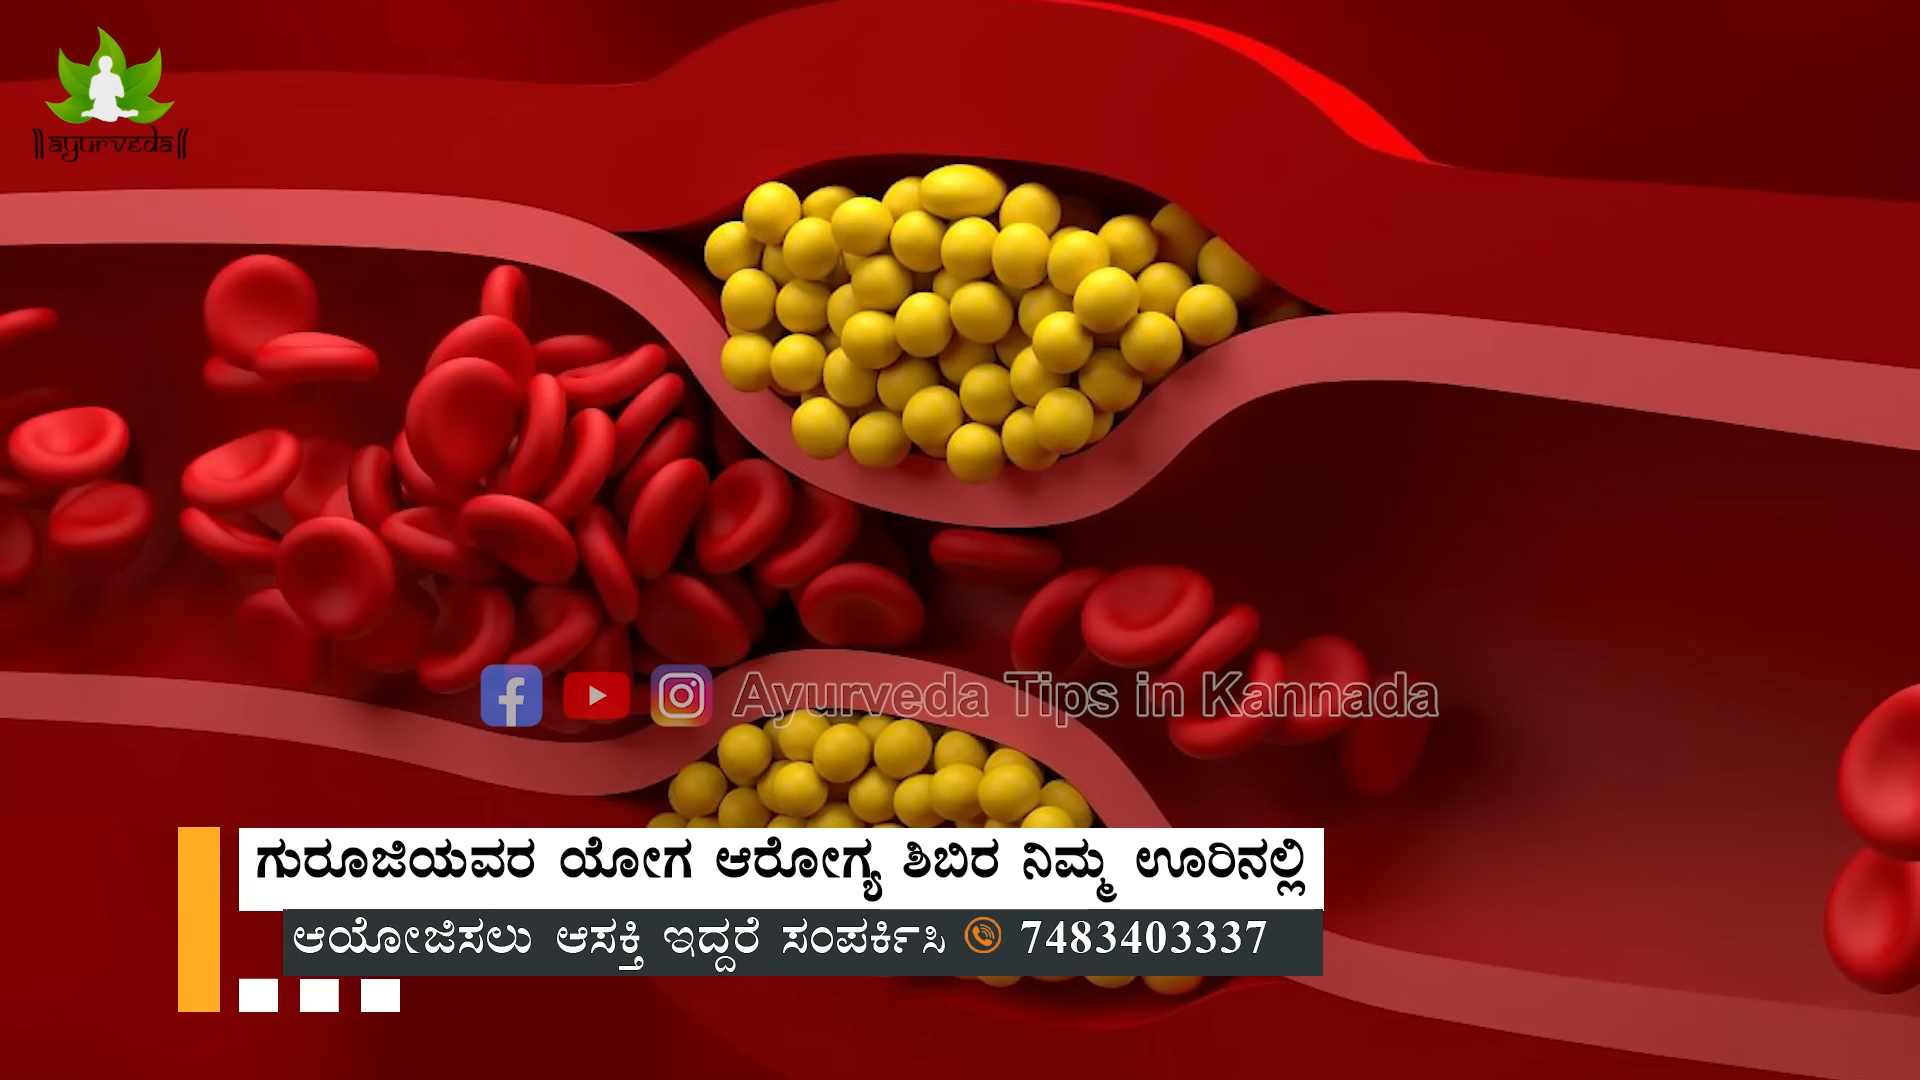 ||ayurveda||
Ayurveda Tips in Kannada
ಗುರೂಜಿಯವರ ಯೋಗ ಆರೋಗ್ಯ ಶಿಬಿರ ನಿಮ್ಮ ಊರಿನಲ್ಲಿ
ಆಯೋಜಿಸಲು ಆಸಕ್ತಿ ಇದ್ದರೆ ಸಂಪರ್ಕಿಸಿ 7483403337